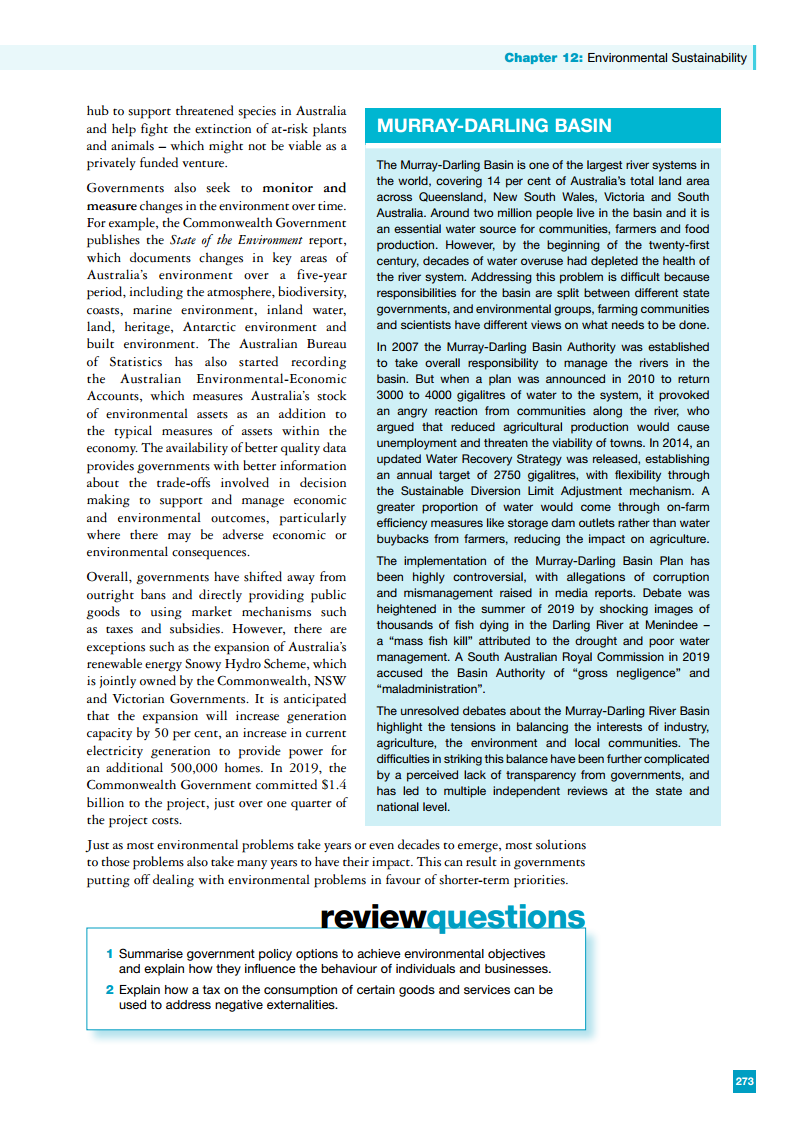 Chapter 12: Environmental Sustainability
hub to support threatened species in Australia
and help fight the extinction of at-risk plants
and animals – which might not be viable as a
privately funded venture.
Governments also seek to monitor and
measure changes in the environment over time.
For example, the Commonwealth Government
publishes the State of the Environment report,
which documents changes in key areas of
Australia's environment over a five-year
period, including the atmosphere, biodiversity,
coasts, marine environment, inland water,
land, heritage, Antarctic environment and
built environment. The Australian Bureau
of Statistics has also started recording
the Australian Environmental-Economic
Accounts, which measures Australia's stock
of environmental assets as an addition to
the typical measures of assets within the
economy. The availability of better quality data
provides governments with better information
about the trade-offs involved in decision
making to support and manage economic
and environmental outcomes, particularly
where there may be adverse economic or
environmental consequences.
Overall, governments have shifted away from
outright bans and directly providing public
goods to using market mechanisms such
as taxes and subsidies. However, there are
exceptions such as the expansion of Australia's
renewable energy Snowy Hydro Scheme, which
is jointly owned by the Commonwealth, NSW
and Victorian Governments. It is anticipated
that the expansion will increase generation
capacity by 50 per cent, an increase in current
electricity generation to provide power for
an additional 500,000 homes. In 2019, the
Commonwealth Government committed $1.4
billion to the project, just over one quarter of
the project costs.
MURRAY-DARLING BASIN
The Murray-Darling Basin is one of the largest river systems in
the world, covering 14 per cent of Australia's total land area
across Queensland, New South Wales, Victoria and South
Australia. Around two million people live in the basin and it is
an essential water source for communities, farmers and food
production. However, by the beginning of the twenty-first
century, decades of water overuse had depleted the health of
the river system. Addressing this problem is difficult because
responsibilities for the basin are split between different state
governments, and environmental groups, farming communities
and scientists have different views on what needs to be done.
In 2007 the Murray-Darling Basin Authority was established
to take overall responsibility to manage the rivers in the
basin. But when a plan was announced in 2010 to return
3000 to 4000 gigalitres of water to the system, it provoked
an angry reaction from communities along the river, who
argued that reduced agricultural production would cause
unemployment and threaten the viability of towns. In 2014, an
updated Water Recovery Strategy was released, establishing
an annual target of 2750 gigalitres, with flexibility through
the Sustainable Diversion Limit Adjustment mechanism. A
greater proportion of water would come through on-farm
efficiency measures like storage dam outlets rather than water
buybacks from farmers, reducing the impact on agriculture.
The implementation of the Murray-Darling Basin Plan has
been highly controversial, with allegations of corruption
and mismanagement raised in media reports. Debate was
heightened in the summer of 2019 by shocking images of
thousands of fish dying in the Darling River at Menindee –
a “mass fish kill” attributed to the drought and poor water
management. A South Australian Royal Commission in 2019
accused the Basin Authority of “gross negligence” and
“maladministration”.
The unresolved debates about the Murray-Darling River Basin
highlight the tensions in balancing the interests of industry,
agriculture, the environment and local communities. The
difficulties in striking this balance have been further complicated
by a perceived lack of transparency from governments, and
has led to multiple independent reviews at the state and
national level.
Just as most environmental problems take years or even decades to emerge, most solutions
to those problems also take many years to have their impact. This can result in governments
putting off dealing with environmental problems in favour of shorter-term priorities.
reviewquestions
1 Summarise government policy options to achieve environmental objectives
and explain how they influence the behaviour of individuals and businesses.
2 Explain how a tax on the consumption of certain goods and services can be
used to address negative externalities.
273